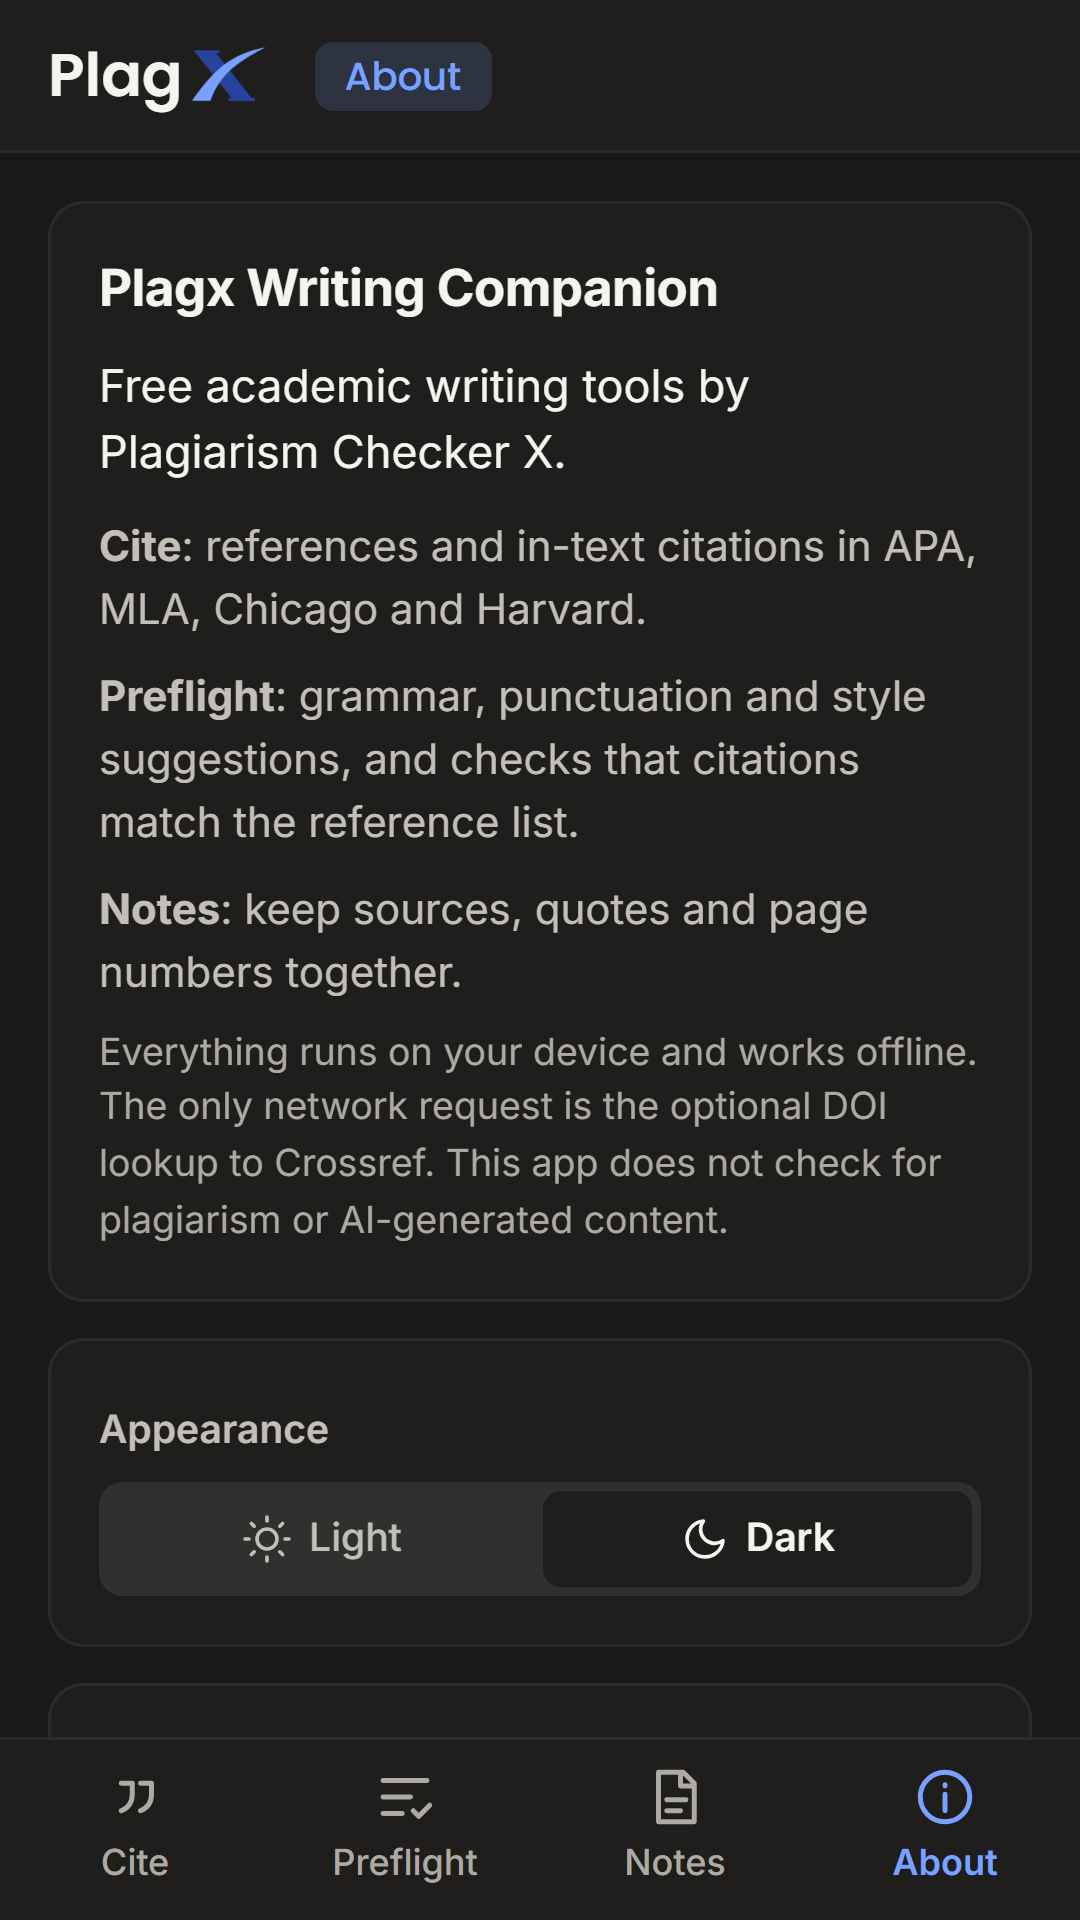 PlagX About
Plagx Writing Companion
Free academic writing tools by
Plagiarism Checker X.
Cite: references and in-text citations in APA,
MLA, Chicago and Harvard.
Preflight: grammar, punctuation and style
suggestions, and checks that citations
match the reference list.
Notes: keep sources, quotes and page
numbers together.
Everything runs on your device and works offline.
The only network request is the optional DOI
lookup to Crossref. This app does not check for
plagiarism or AI-generated content.
Appearance
Light Dark
Cite Preflight Notes About